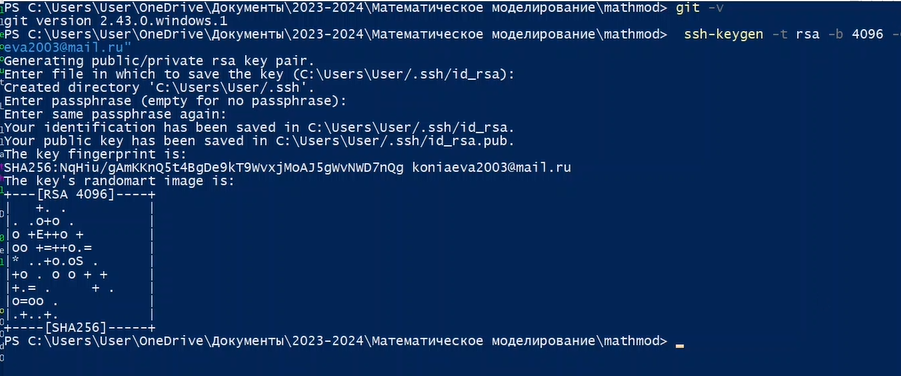 PS C:\Users\User\OneDrive\Документы\2023-2024\Математическое моделирование\mathmod> git -v
git version 2.43.0.windows.1
PS C:\Users\User\OneDrive\Документы\2023-2024\Математическое моделирование\mathmod>  ssh-keygen -t rsa -b 4096 -
eva2003@mail.ru"
Generating public/private rsa key pair.
Enter file in which to save the key (C:\Users\User/.ssh/id_rsa):
Created directory 'C:\Users\User/.ssh'.
Enter passphrase (empty for no passphrase):
Enter same passphrase again:
Your identification has been saved in C:\Users\User/.ssh/id_rsa.
Your public key has been saved in C:\Users\User/.ssh/id_rsa.pub.
The key fingerprint is:
SHA256:NqHiu/gAmKKnQ5t4BgDe9kT9WvxjMoAJ5gWvNWD7nQg koniaeva2003@mail.ru
The key's randomart image is:
+---[RSA 4096]----+
|   +. .          |
|. .o+o .         |
|o +E++o +        |
|oo +=++o.=       |
|* ..+o.oS .      |
|+o . o o + +     |
|+.= .     + .    |
|o=oo .           |
|.+..+.           |
+----[SHA256]-----+
PS C:\Users\User\OneDrive\Документы\2023-2024\Математическое моделирование\mathmod>